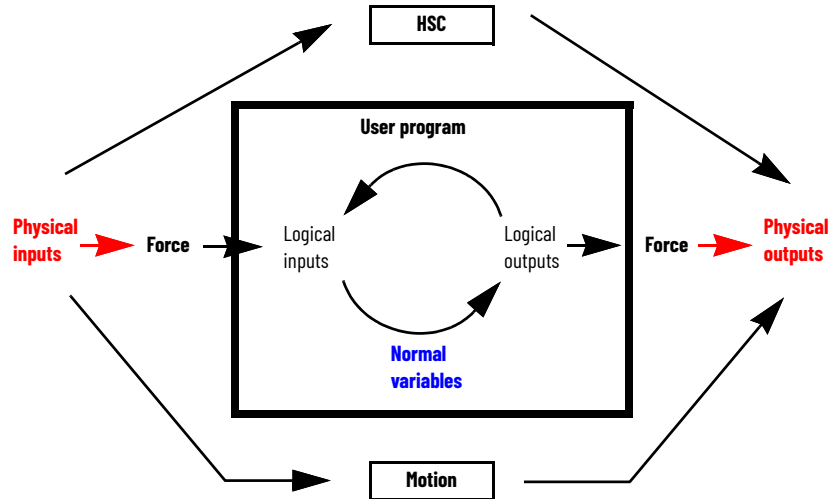 HSC
User program
Physical
inputs
Force
Logical
inputs
Logical
outputs
Force
Physical
outputs
Normal
variables
Motion